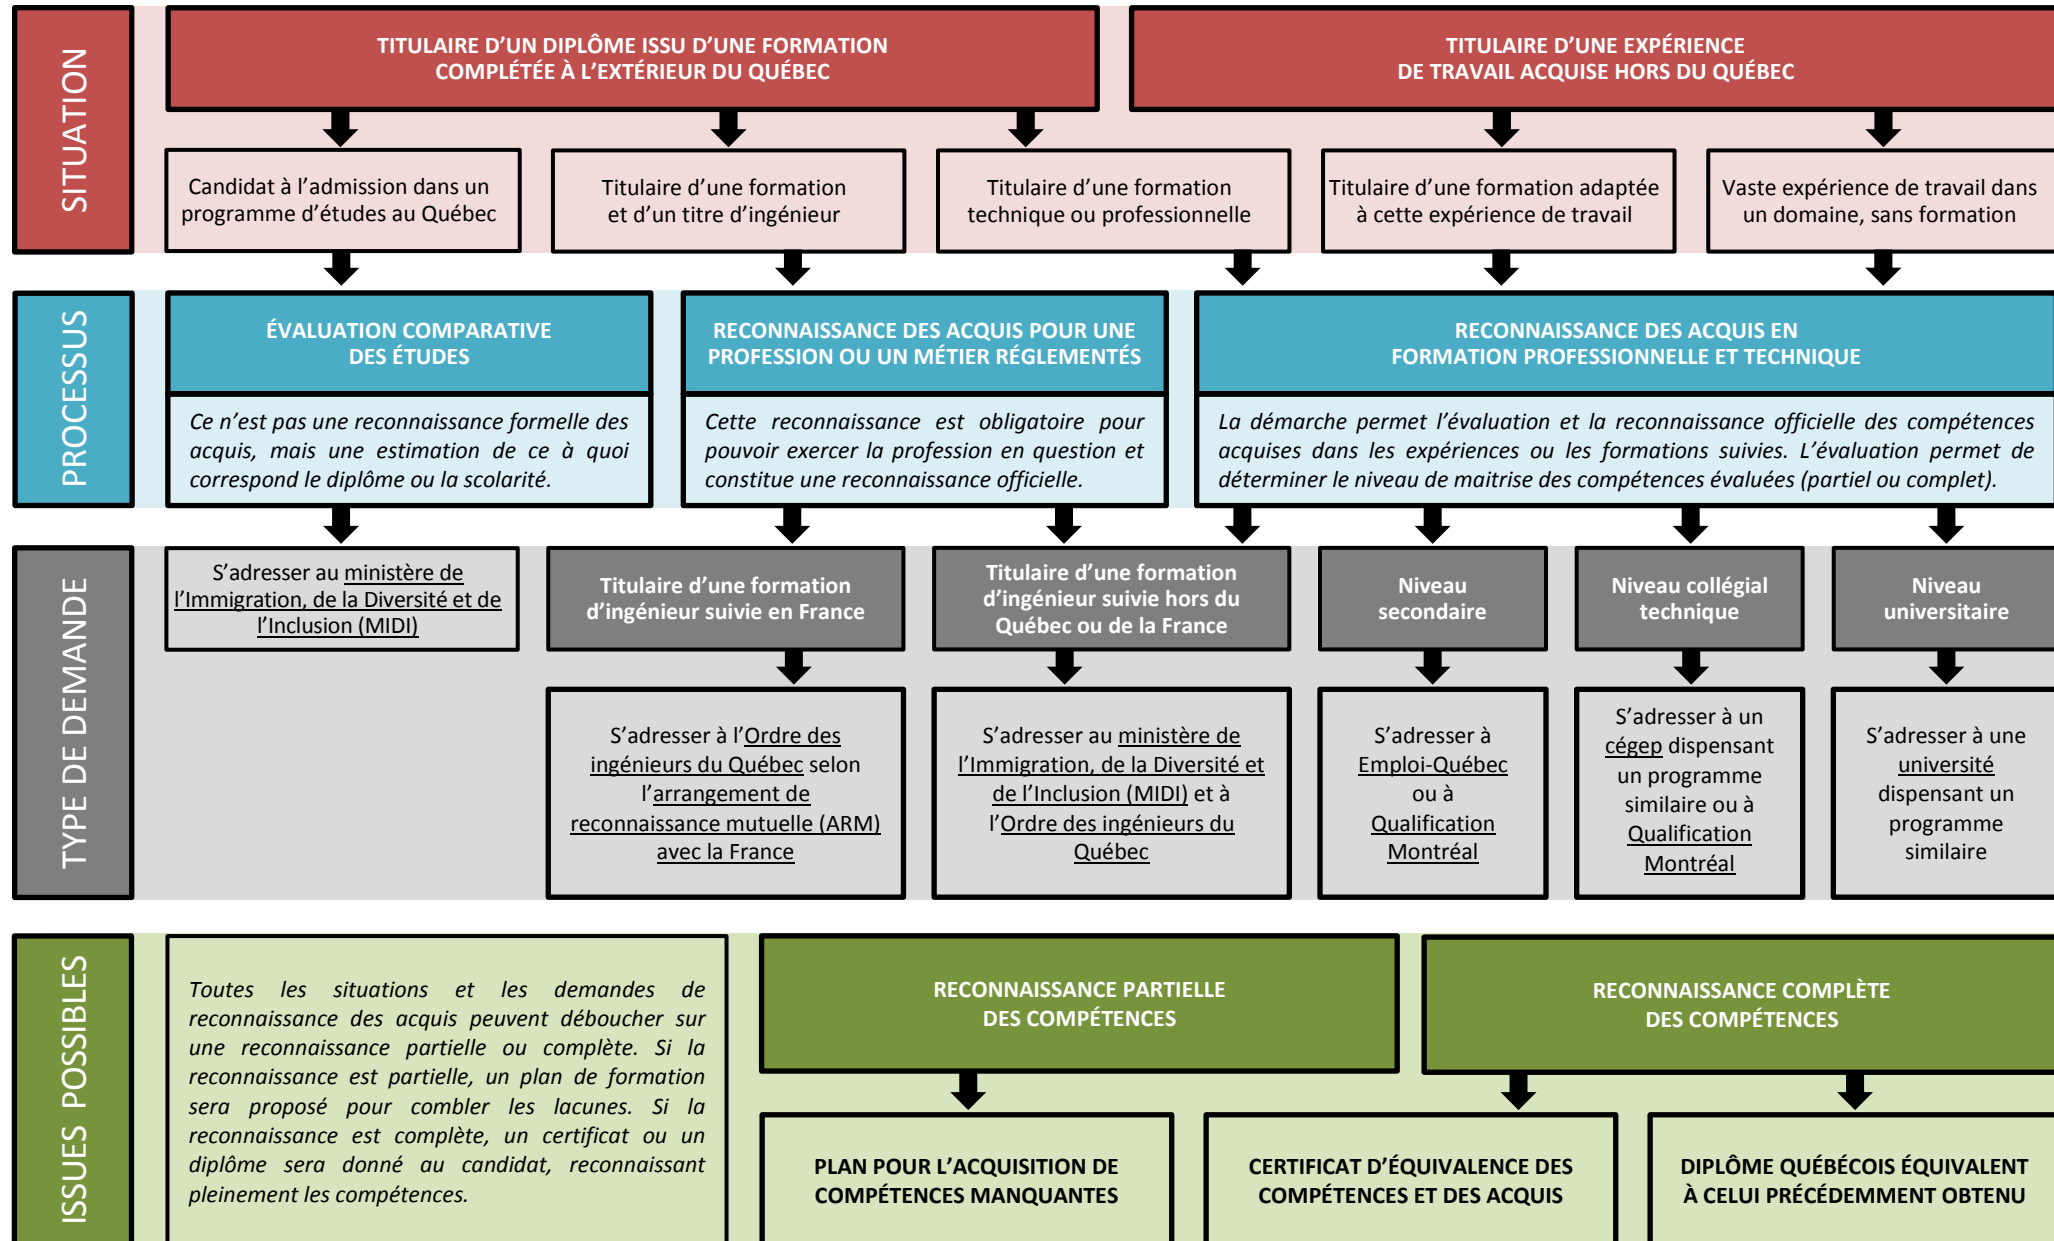 SITUATION
TITULAIRE D’UN DIPLÔME ISSU D’UNE FORMATION
COMPLÉTÉE À L’EXTÉRIEUR DU QUÉBEC
TITULAIRE D’UNE EXPÉRIENCE
DE TRAVAIL ACQUISE HORS DU QUÉBEC
Candidat à l’admission dans un
programme d’études au Québec
Titulaire d’une formation
et d’un titre d’ingénieur
Titulaire d’une formation
technique ou professionnelle
Titulaire d’une formation adaptée
à cette expérience de travail
Vaste expérience de travail dans
un domaine, sans formation
PROCESSUS
ÉVALUATION COMPARATIVE
DES ÉTUDES
Ce n’est pas une reconnaissance formelle des
acquis, mais une estimation de ce à quoi
correspond le diplôme ou la scolarité.
RECONNAISSANCE DES ACQUIS POUR UNE
PROFESSION OU UN MÉTIER RÉGLEMENTÉS
Cette reconnaissance est obligatoire pour
pouvoir exercer la profession en question et
constitue une reconnaissance officielle.
RECONNAISSANCE DES ACQUIS EN
FORMATION PROFESSIONNELLE ET TECHNIQUE
La démarche permet l’évaluation et la reconnaissance officielle des compétences
acquises dans les expériences ou les formations suivies. L’évaluation permet de
déterminer le niveau de maitrise des compétences évaluées (partiel ou complet).
TYPE DE DEMANDE
S’adresser au ministère de
l’Immigration, de la Diversité et de
l’Inclusion (MIDI)
Titulaire d’une formation
d’ingénieur suivie en France
S’adresser à l’Ordre des
ingénieurs du Québec selon
l’arrangement de
reconnaissance mutuelle (ARM)
avec la France
Titulaire d’une formation
d’ingénieur suivie hors du
Québec ou de la France
S’adresser au ministère de
l’Immigration, de la Diversité et
de l’Inclusion (MIDI) et à
l’Ordre des ingénieurs du
Québec
Niveau
secondaire
S’adresser à
Emploi-Québec
ou à
Qualification
Montréal
Niveau collégial
technique
S’adresser à un
cégep dispensant
un programme
similaire ou à
Qualification
Montréal
Niveau
universitaire
S’adresser à une
université
dispensant un
programme
similaire
ISSUES POSSIBLES
Toutes les situations et les demandes de
reconnaissance des acquis peuvent déboucher sur
une reconnaissance partielle ou complète. Si la
reconnaissance est partielle, un plan de formation
sera proposé pour combler les lacunes. Si la
reconnaissance est complète, un certificat ou un
diplôme sera donné au candidat, reconnaissant
pleinement les compétences.
RECONNAISSANCE PARTIELLE
DES COMPÉTENCES
RECONNAISSANCE COMPLÈTE
DES COMPÉTENCES
PLAN POUR L’ACQUISITION DE
COMPÉTENCES MANQUANTES
CERTIFICAT D’ÉQUIVALENCE DES
COMPÉTENCES ET DES ACQUIS
DIPLÔME QUÉBÉCOIS ÉQUIVALENT
À CELUI PRÉCÉDEMMENT OBTENU